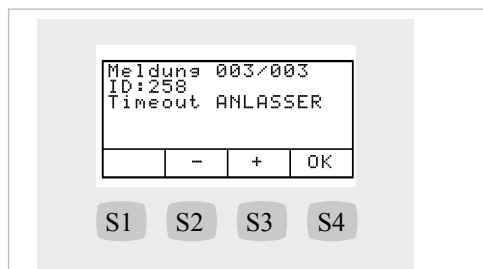 Meldung 003/003
ID:258
Timeout ANLASSER
- + OK
S1 S2 S3 S4